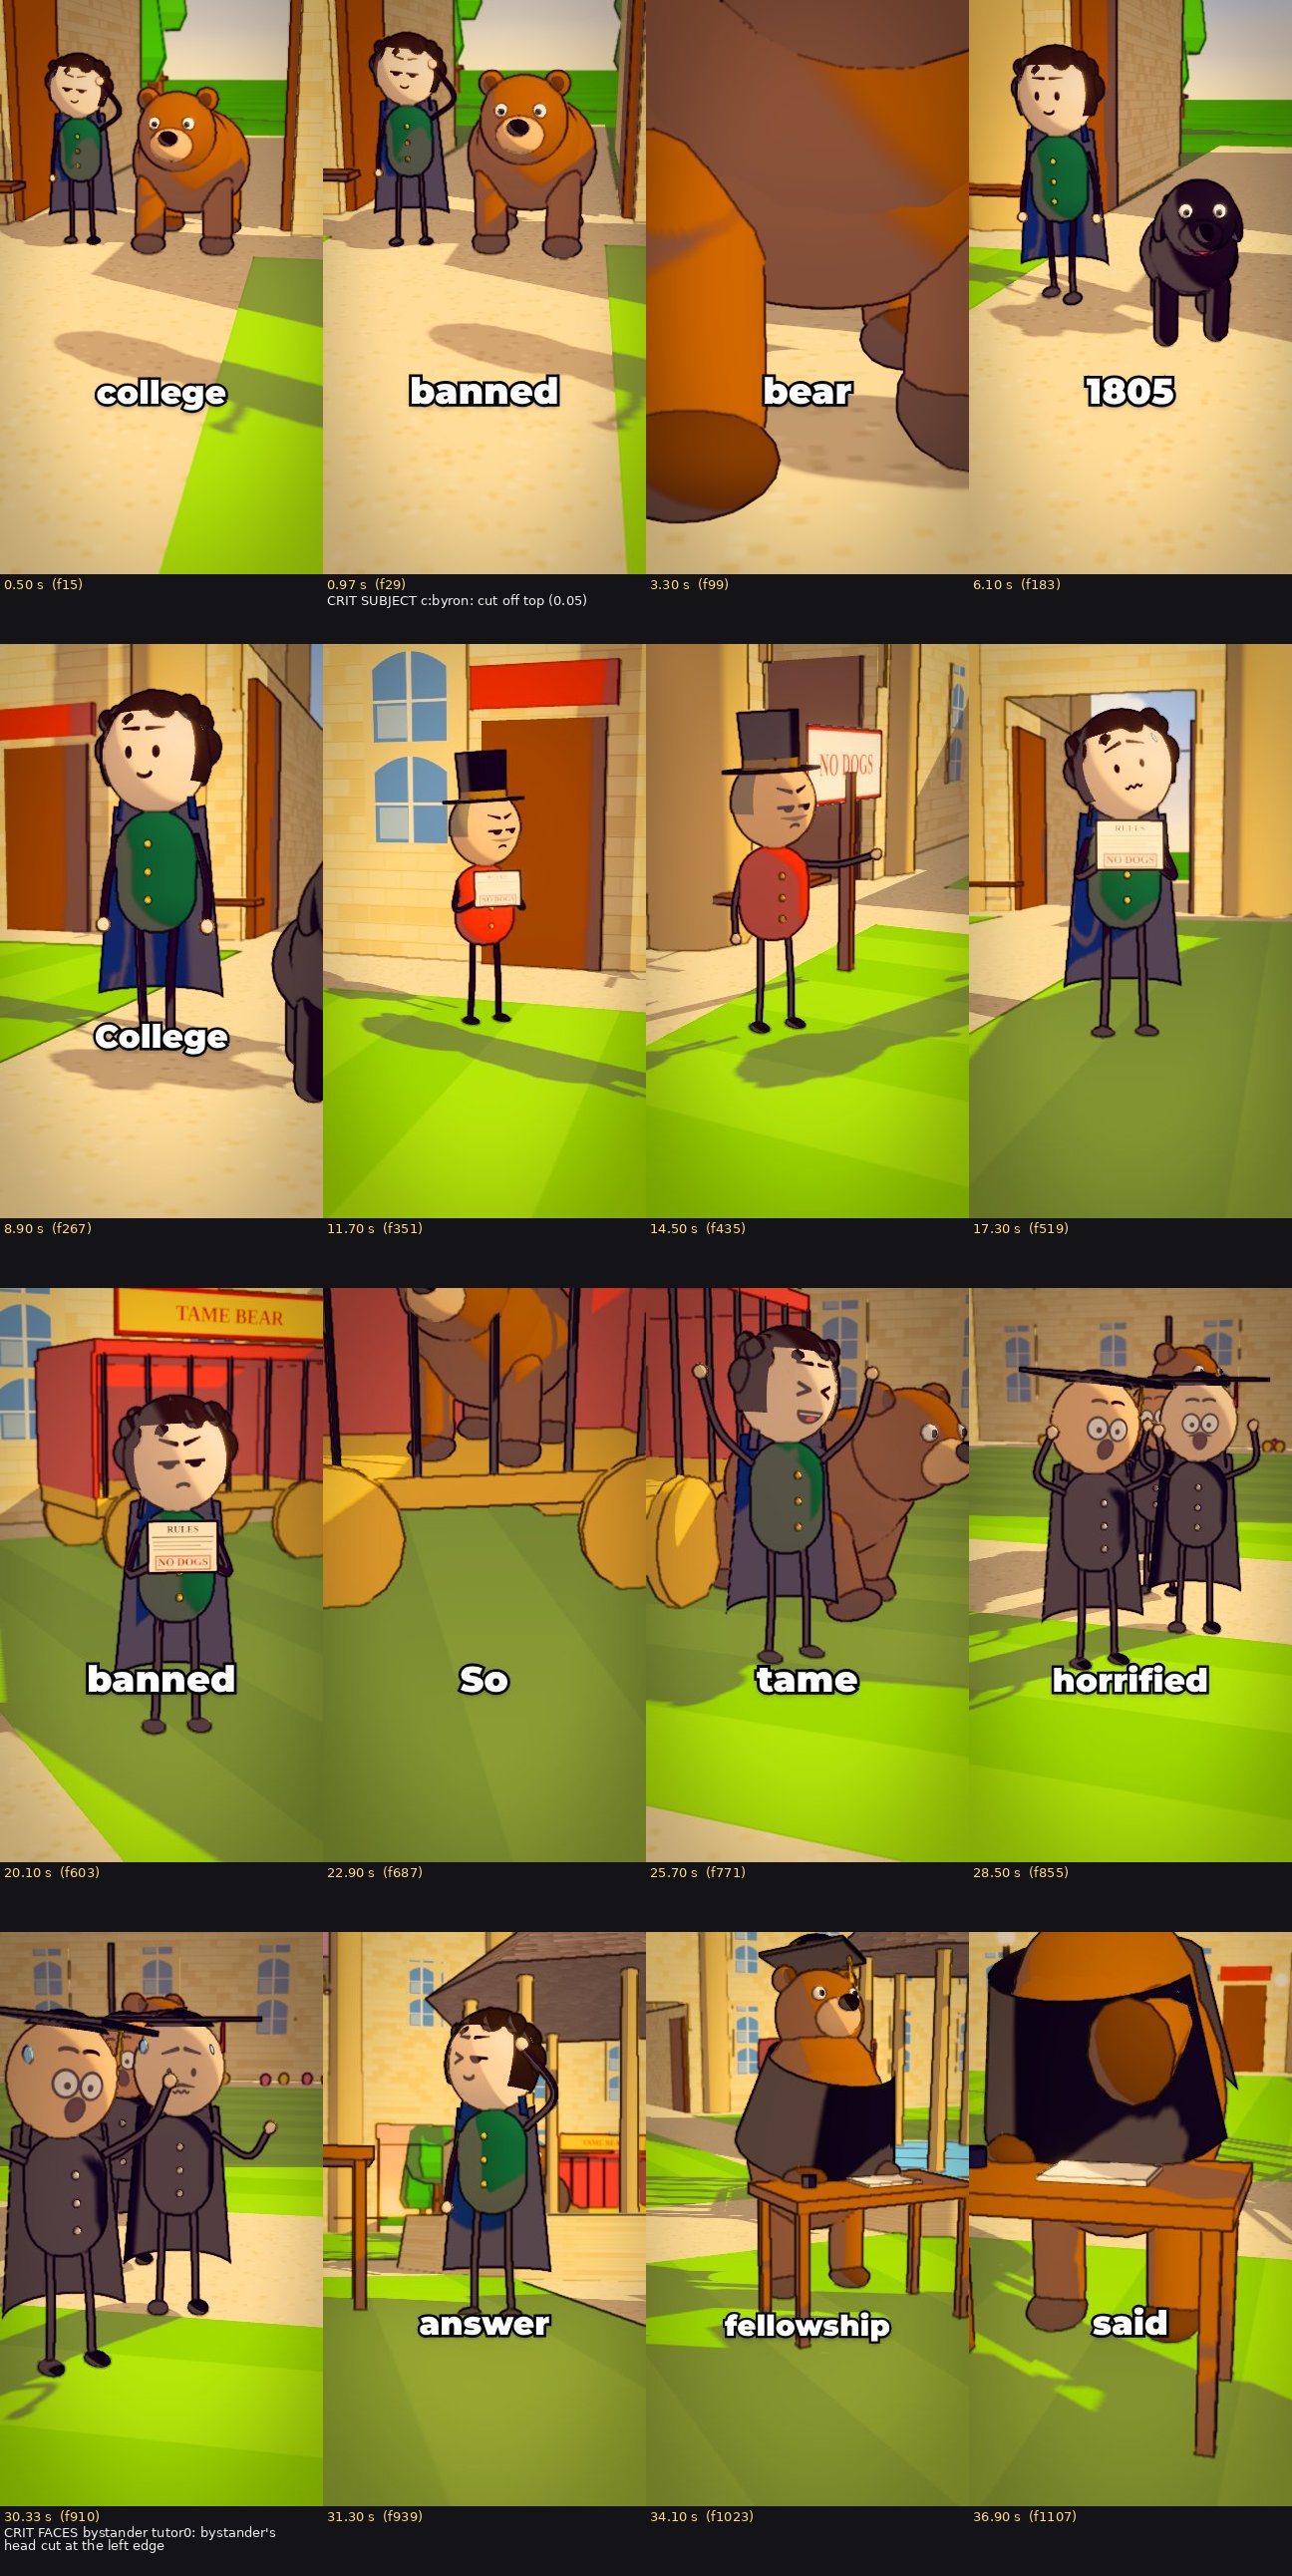 college
banned
bear
1805
0.50 s (f15)
0.97 s (f29)
CRIT SUBJECT c:byron: cut off top (0.05)
3.30 s (f99)
6.10 s (f183)
College
NO DOGS
NO DOGS
RULES
NO DOGS
8.90 s (f267)
11.70 s (f351)
14.50 s (f435)
17.30 s (f519)
TAME BEAR
RULES
NO DOGS
banned
So
tame
horrified
20.10 s (f603)
22.90 s (f687)
25.70 s (f771)
28.50 s (f855)
answer
fellowship
said
30.33 s (f910)
CRIT FACES bystander tutor0: bystander's
head cut at the left edge
31.30 s (f939)
34.10 s (f1023)
36.90 s (f1107)